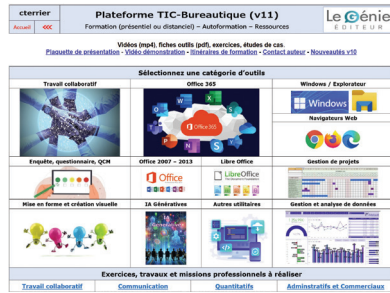 cterrier
Plateforme TIC-Bureautique (v11)
Le Génie
ÉDITEUR
Accueil <<<
Formation (présentiel ou distanciel) – Autoformation – Ressources
Vidéos (mp4), fiches outils (pdf), exercices, études de cas.
Plaquette de présentation - Vidéo démonstration - Itinéraires de formation - Contact auteur - Nouveautés v10
Sélectionnez une catégorie d'outils
Travail collaboratif
Office 365
Windows / Explorateur
Office 365
Windows
Navigateurs Web
Enquête, questionnaire, QCM
Office 2007 - 2013
Libre Office
Gestion de projets
Office
LibreOffice
Mise en forme et création visuelle
IA Génératives
Autres utilitaires
Gestion et analyse de données
Exercices, travaux et missions professionnels à réaliser
Travail collaboratif
Communication
Quantitatifs
Adminstratifs et Commerciaux